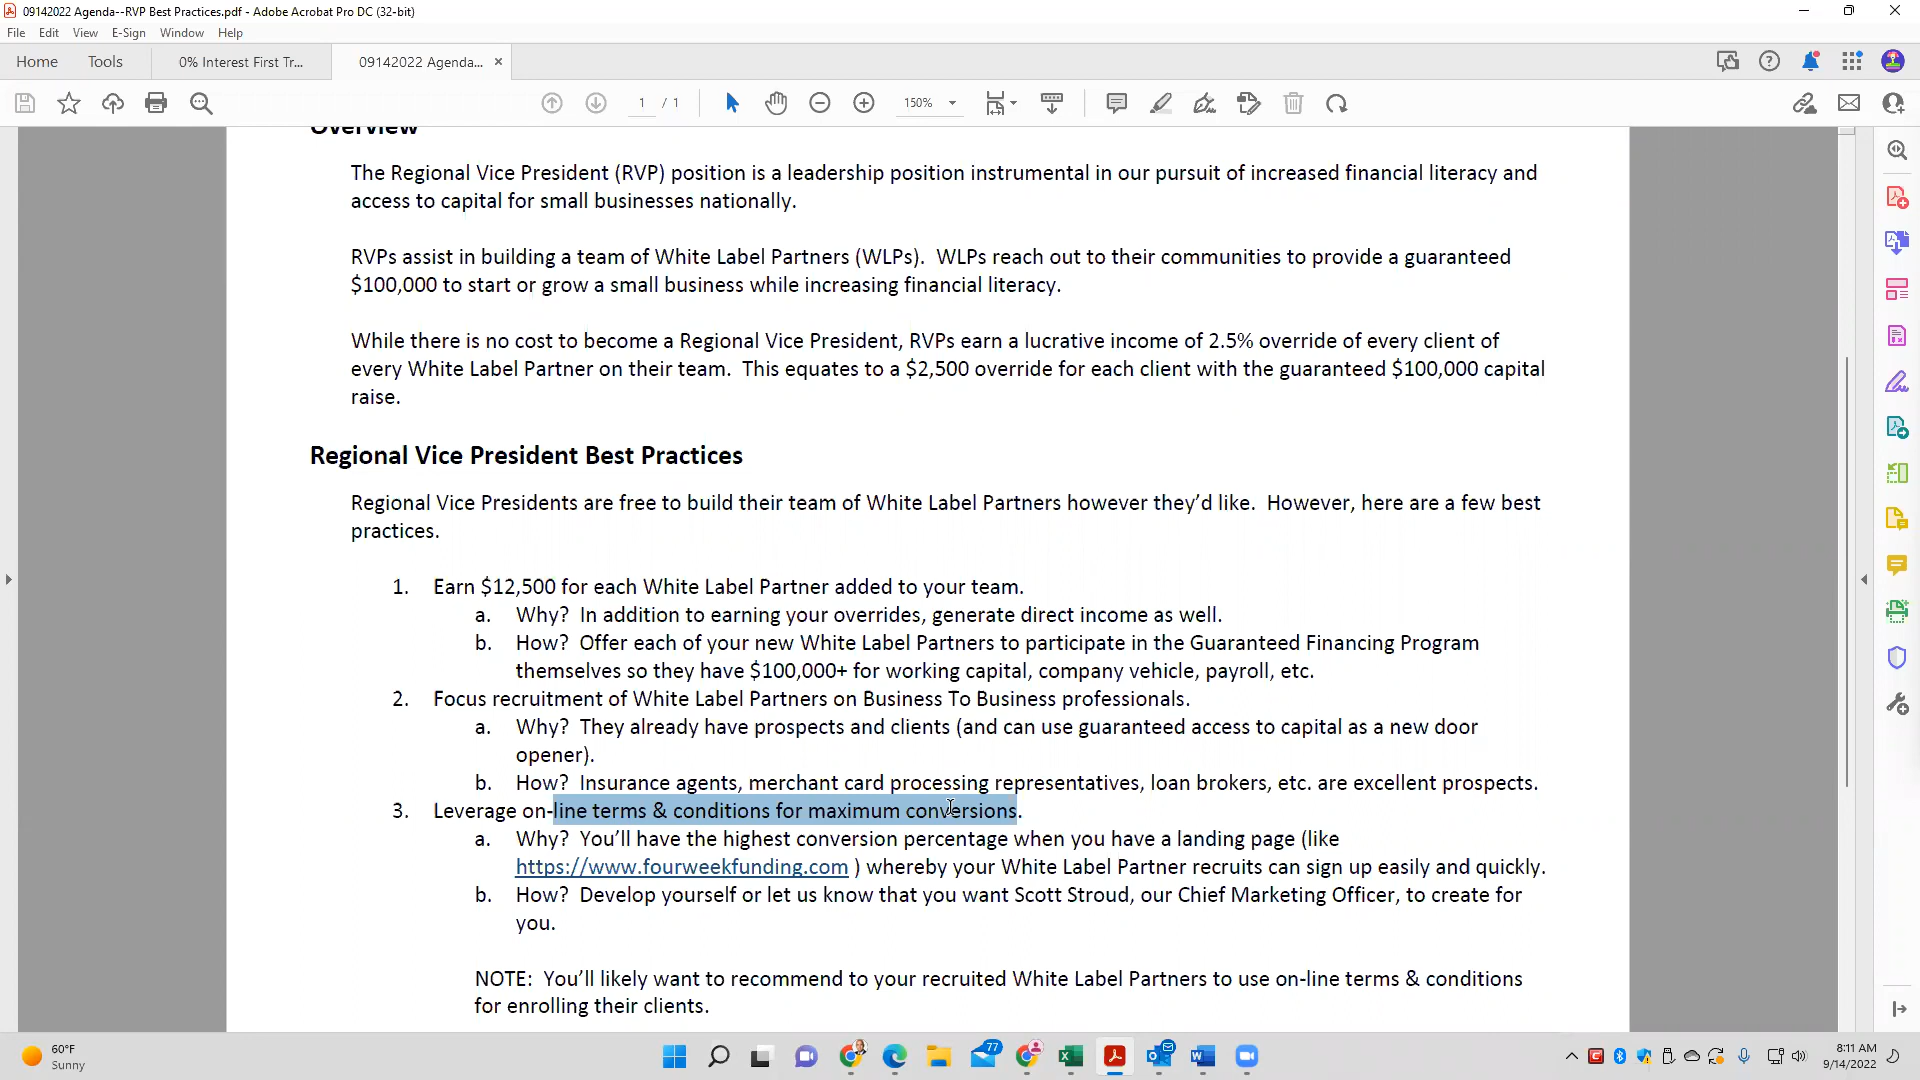 09142022 Agenda--RVP Best Practices.pdf - Adobe Acrobat Pro DC (32-bit)
File Edit View E-Sign Window Help
Home Tools 0% Interest First Tr... 09142022 Agenda...
1 / 1 150%
Overview
The Regional Vice President (RVP) position is a leadership position instrumental in our pursuit of increased financial literacy and
access to capital for small businesses nationally.
RVPs assist in building a team of White Label Partners (WLPs).  WLPs reach out to their communities to provide a guaranteed
$100,000 to start or grow a small business while increasing financial literacy.
While there is no cost to become a Regional Vice President, RVPs earn a lucrative income of 2.5% override of every client of
every White Label Partner on their team.  This equates to a $2,500 override for each client with the guaranteed $100,000 capital
raise.
Regional Vice President Best Practices
Regional Vice Presidents are free to build their team of White Label Partners however they’d like.  However, here are a few best
practices.
1. Earn $12,500 for each White Label Partner added to your team.
a. Why?  In addition to earning your overrides, generate direct income as well.
b. How?  Offer each of your new White Label Partners to participate in the Guaranteed Financing Program
themselves so they have $100,000+ for working capital, company vehicle, payroll, etc.
2. Focus recruitment of White Label Partners on Business To Business professionals.
a. Why?  They already have prospects and clients (and can use guaranteed access to capital as a new door
opener).
b. How?  Insurance agents, merchant card processing representatives, loan brokers, etc. are excellent prospects.
3. Leverage on-line terms & conditions for maximum conversions.
a. Why?  You’ll have the highest conversion percentage when you have a landing page (like
https://www.fourweekfunding.com ) whereby your White Label Partner recruits can sign up easily and quickly.
b. How?  Develop yourself or let us know that you want Scott Stroud, our Chief Marketing Officer, to create for
you.
NOTE:  You’ll likely want to recommend to your recruited White Label Partners to use on-line terms & conditions
for enrolling their clients.
60°F
Sunny
77
8:11 AM
9/14/2022